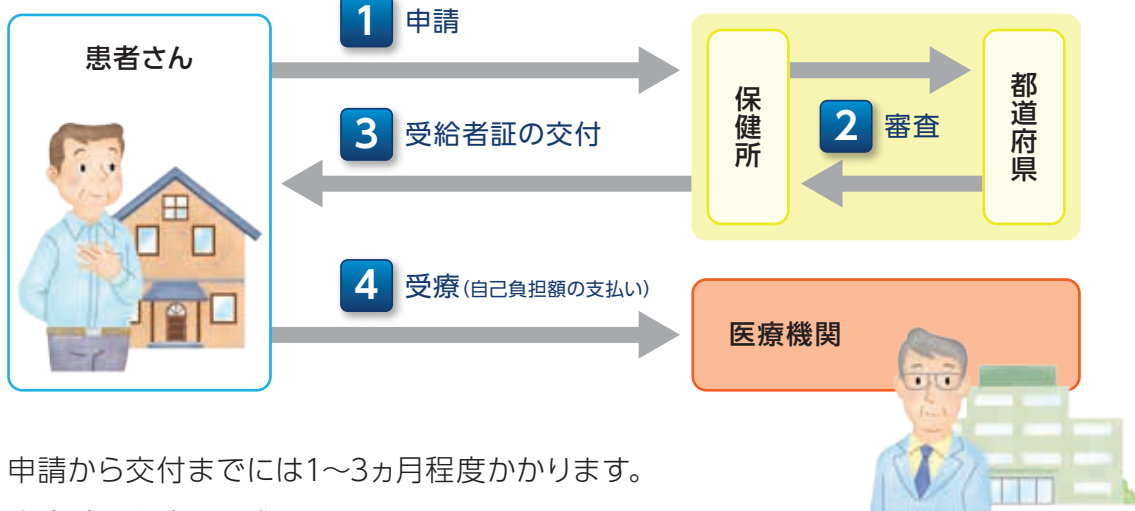 患者さん
1 申請
保健所
都道府県
2 審査
3 受給者証の交付
4 受療(自己負担額の支払い)
医療機関
申請から交付までには1〜3ヵ月程度かかります。